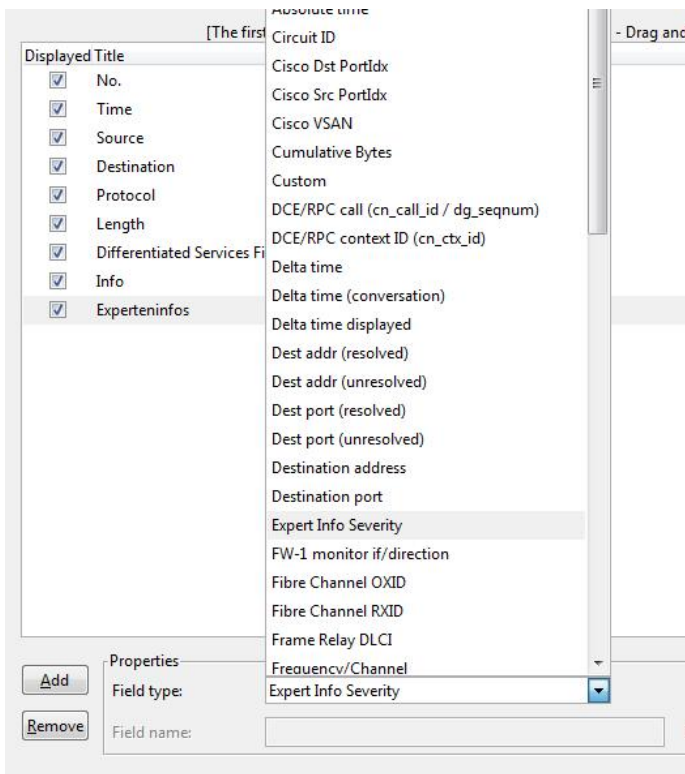 [The first
- Drag and
Displayed Title
No.
Time
Source
Destination
Protocol
Length
Differentiated Services Fi
Info
Experteninfos
Absolute time
Circuit ID
Cisco Dst PortIdx
Cisco Src PortIdx
Cisco VSAN
Cumulative Bytes
Custom
DCE/RPC call (cn_call_id / dg_seqnum)
DCE/RPC context ID (cn_ctx_id)
Delta time
Delta time (conversation)
Delta time displayed
Dest addr (resolved)
Dest addr (unresolved)
Dest port (resolved)
Dest port (unresolved)
Destination address
Destination port
Expert Info Severity
FW-1 monitor if/direction
Fibre Channel OXID
Fibre Channel RXID
Frame Relay DLCI
Frequency/Channel
Add
Remove
Properties
Field type:
Expert Info Severity
Field name: